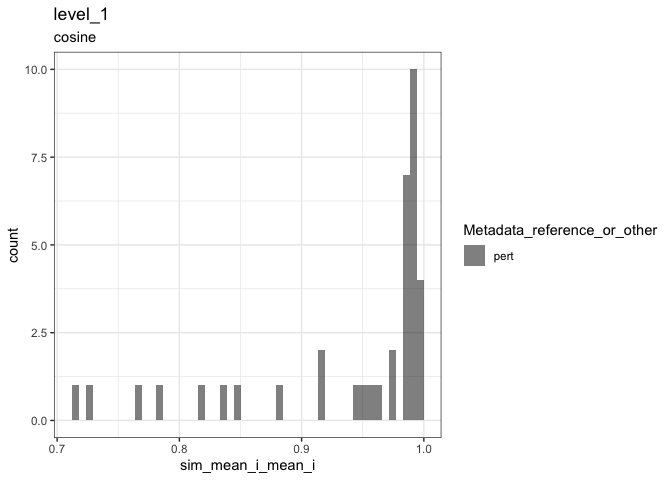 level_1
cosine
10.0
7.5
5.0
2.5
0.0
count
0.7
0.8
0.9
1.0
sim_mean_i_mean_i
Metadata_reference_or_other
pert